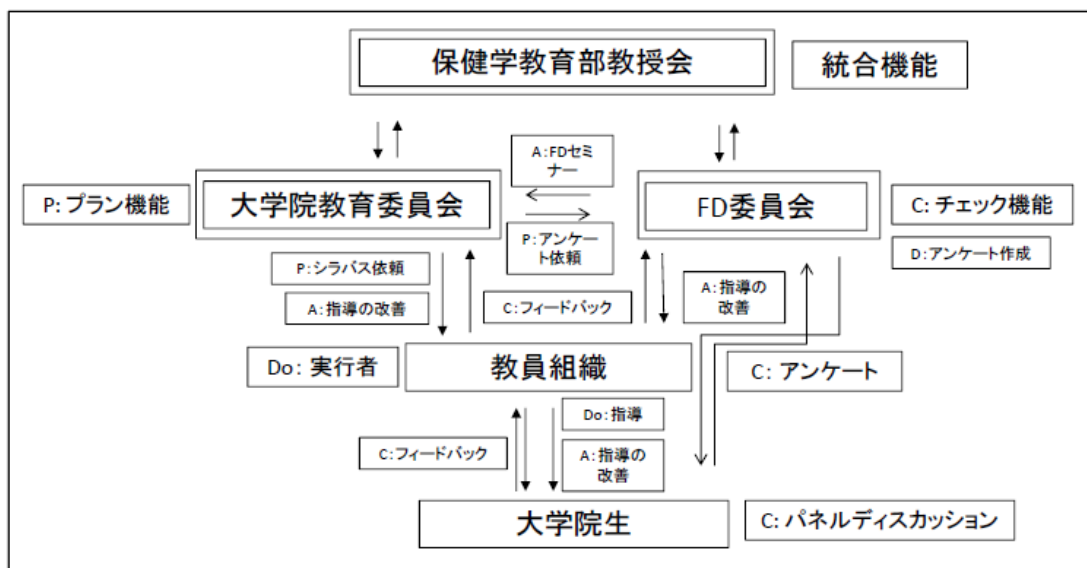 保健学教育部教授会
統合機能
A:FDセミ
ナー
P: プラン機能
大学院教育委員会
FD委員会
C: チェック機能
P:アンケー
ト依頼
D:アンケート作成
P:シラバス依頼
A:指導の改善
C:フィードバック
A:指導の
改善
Do: 実行者
教員組織
C: アンケート
Do:指導
C:フィードバック
A:指導の
改善
大学院生
C: パネルディスカッション